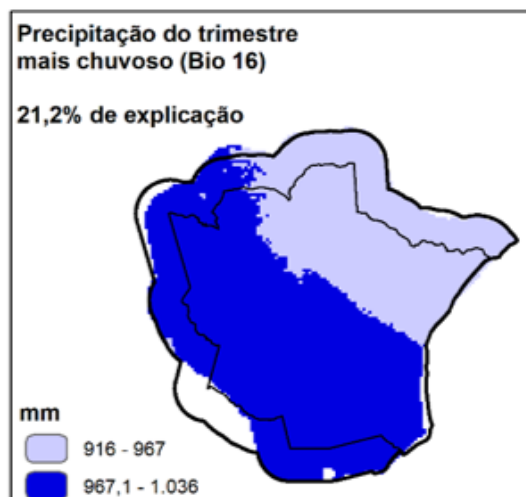 Precipitação do trimestre
mais chuvoso (Bio 16)
21,2% de explicação
mm
916 - 967
967,1 - 1.036